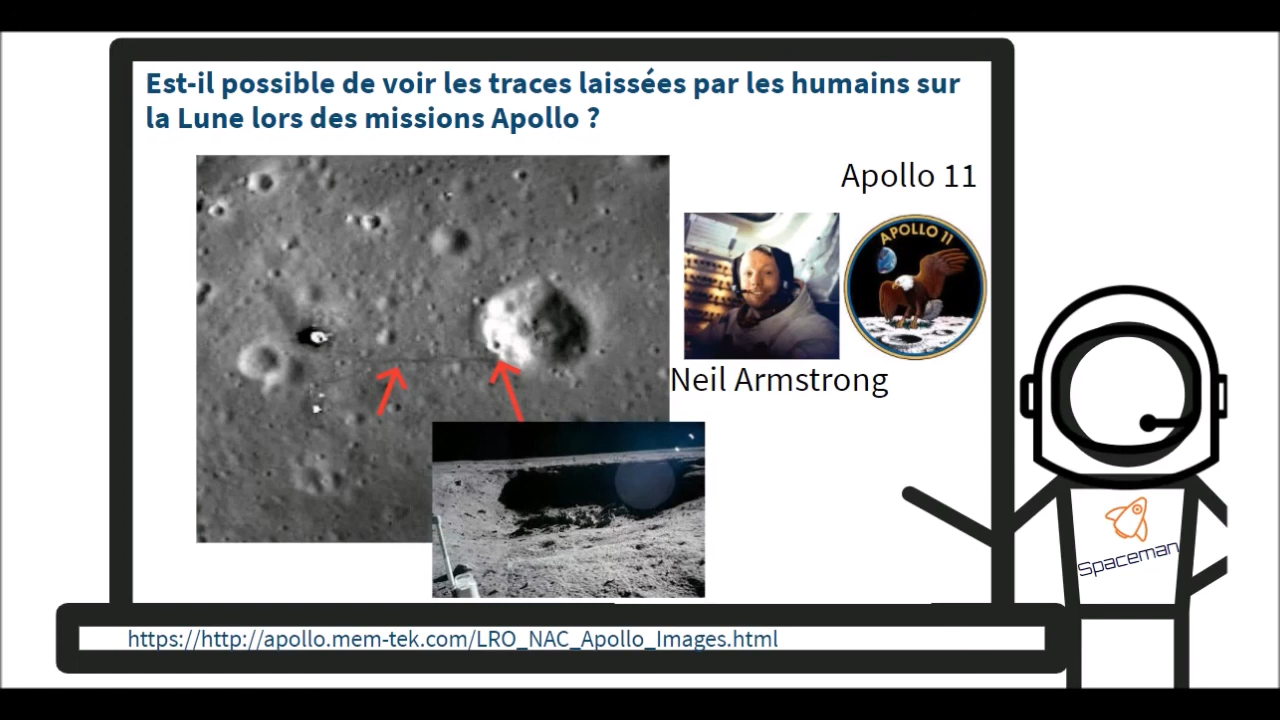 Est-il possible de voir les traces laissées par les humains sur
la Lune lors des missions Apollo ?
Apollo 11
APOLLO 11
Neil Armstrong
Spaceman
https://http://apollo.mem-tek.com/LRO_NAC_Apollo_Images.html